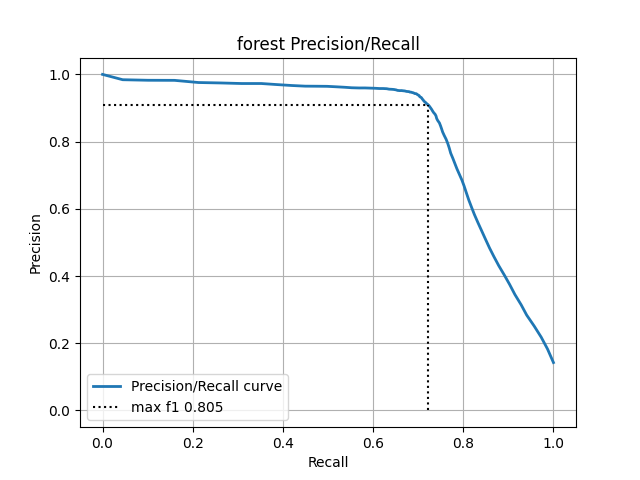 forest Precision/Recall
1.0
0.8
0.6
0.4
0.2
0.0
Precision
Precision/Recall curve
max f1 0.805
0.0 0.2 0.4 0.6 0.8 1.0
Recall